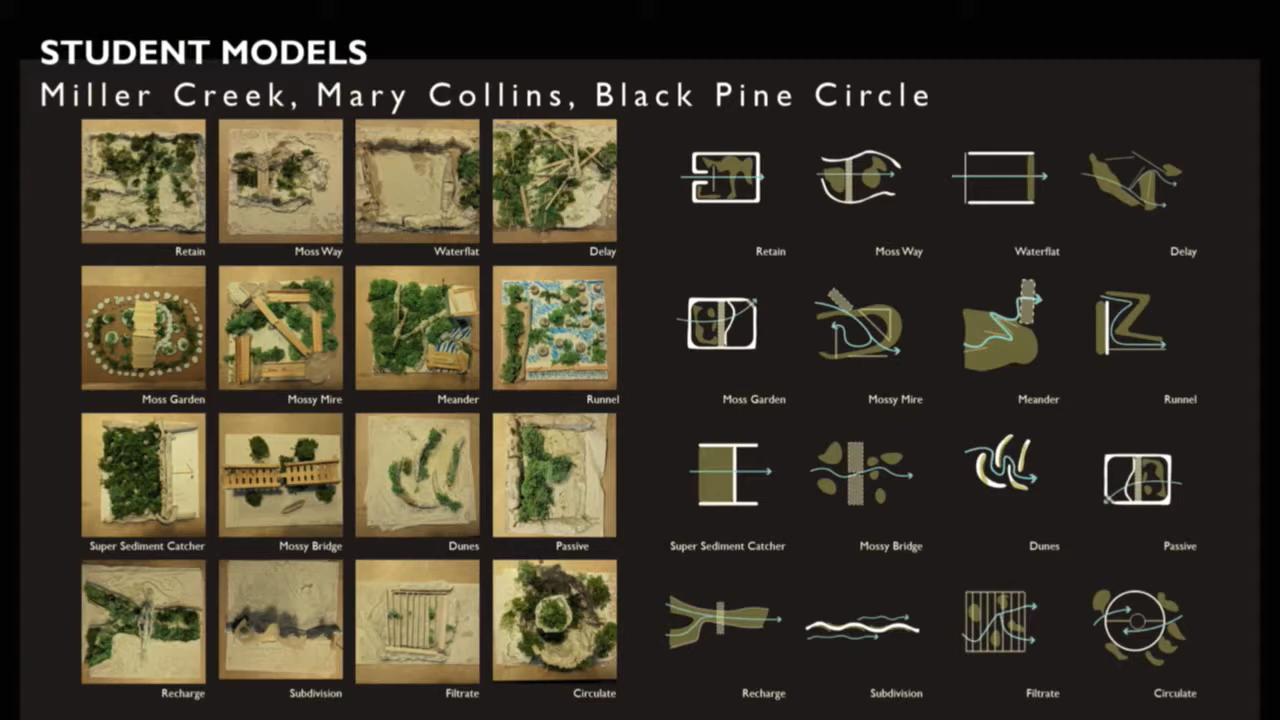 STUDENT MODELS
Miller Creek, Mary Collins, Black Pine Circle
Retain Moss Way Waterflat Delay Retain Moss Way Waterflat Delay
Moss Garden Mossy Mire Meander Runnel Moss Garden Mossy Mire Meander Runnel
Super Sediment Catcher Mossy Bridge Dunes Passive Super Sediment Catcher Mossy Bridge Dunes Passive
Recharge Subdivision Filtrate Circulate Recharge Subdivision Filtrate Circulate